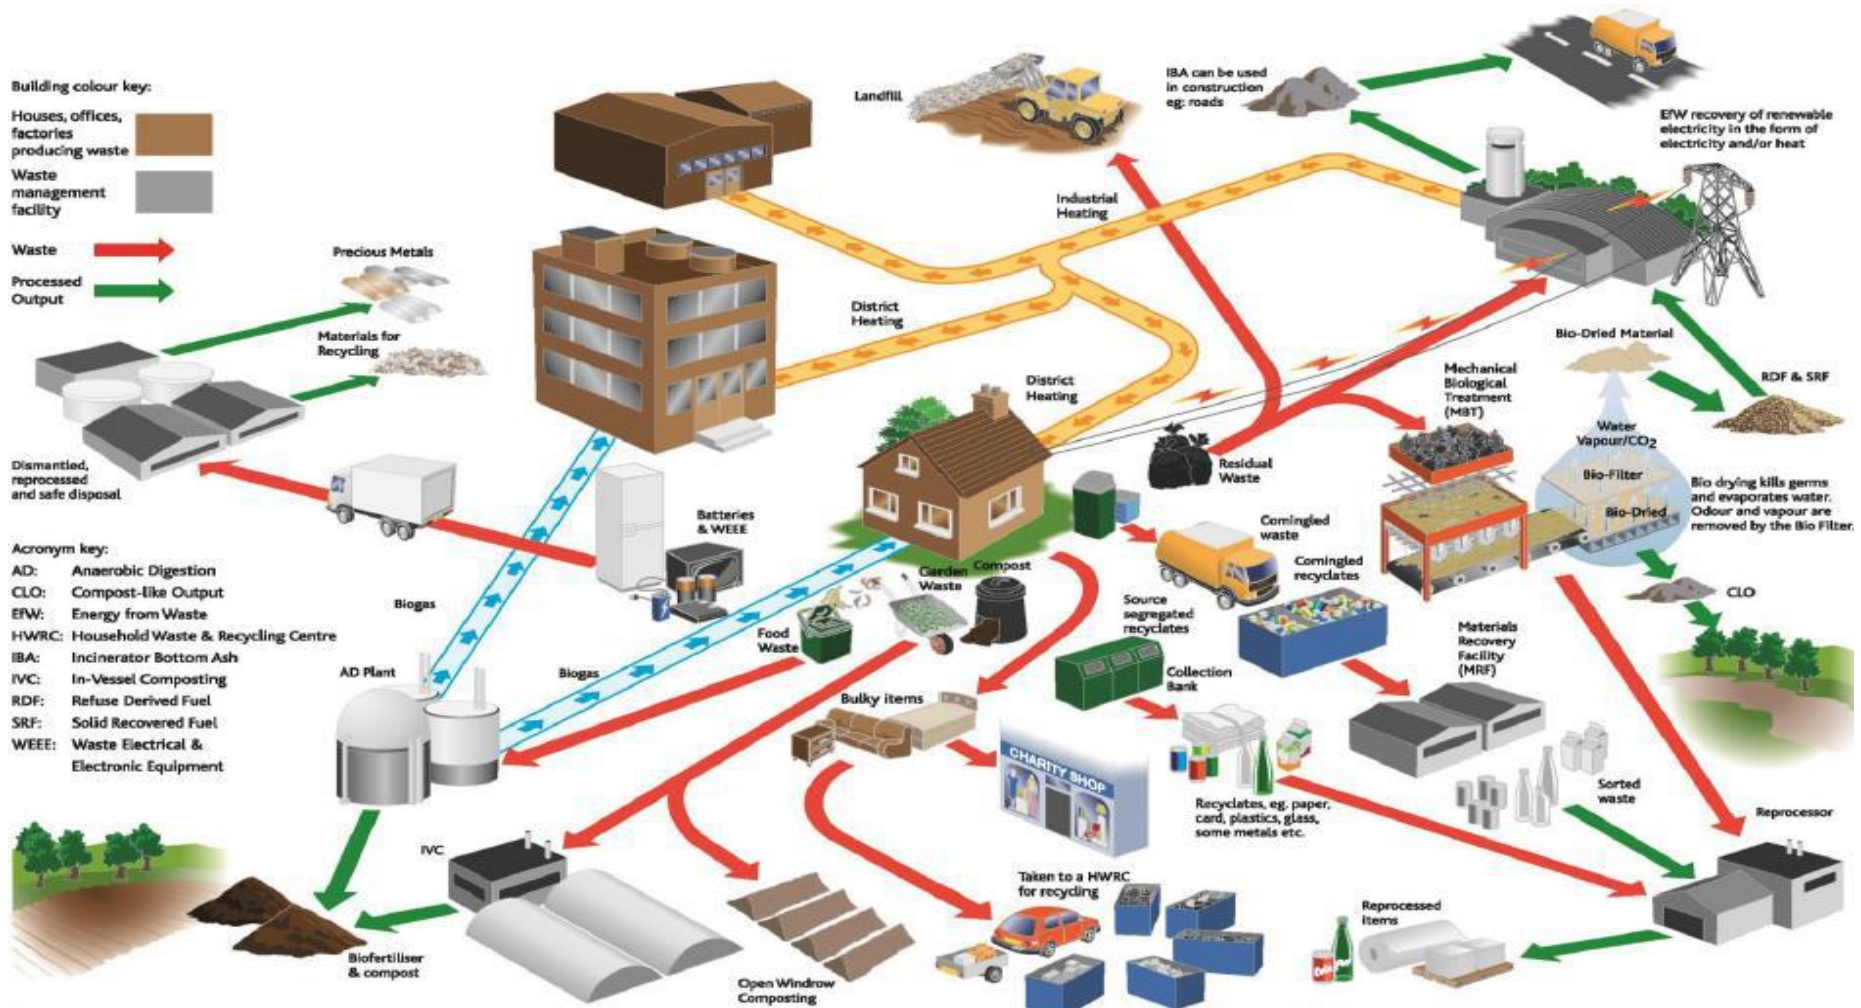 Building colour key:
Houses, offices,
factories
producing waste
Waste
management
facility
Waste
Processed
Output
Precious Metals
Materials for
Recycling
Dismantled,
reprocessed
and safe disposal
Acronym key:
AD: Anaerobic Digestion
CLO: Compost-like Output
EfW: Energy from Waste
HWRC: Household Waste & Recycling Centre
IBA: Incinerator Bottom Ash
IVC: In-Vessel Composting
RDF: Refuse Derived Fuel
SRF: Solid Recovered Fuel
WEEE: Waste Electrical &
Electronic Equipment
Landfill
IBA can be used
in construction
eg: roads
EfW recovery of renewable
electricity in the form of
electricity and/or heat
Industrial
Heating
District
Heating
District
Heating
Batteries
& WEEE
Biogas
Biogas
AD Plant
Food
Waste
Garden
Waste
Compost
Residual
Waste
Comingled
waste
Comingled
recyclates
Source
segregated
recyclates
Collection
Bank
Bulky items
CHARITY SHOP
Recyclates, eg. paper,
card, plastics, glass,
some metals etc.
Mechanical
Biological
Treatment
(MBT)
Bio-Dried Material
RDF & SRF
Water
Vapour/CO2
Bio-Filter
Bio-Dried
Bio drying kills germs
and evaporates water.
Odour and vapour are
removed by the Bio Filter.
CLO
Materials
Recovery
Facility
(MRF)
Sorted
waste
Reprocessor
Reprocessed
items
IVC
Biofertiliser
& compost
Open Windrow
Composting
Taken to a HWRC
for recycling